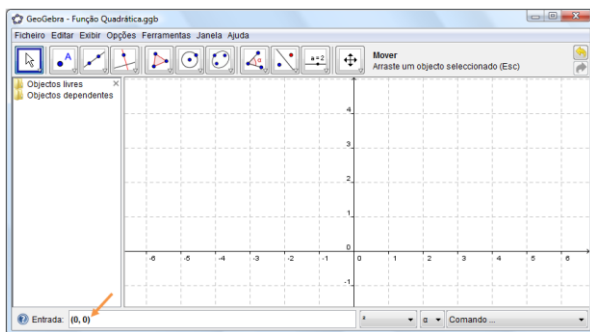 GeoGebra - Função Quadrática.ggb
Ficheiro Editar Exibir Opções Ferramentas Janela Ajuda
A
α
a=2
Mover
Arraste um objecto seleccionado (Esc)
Objectos livres
Objectos dependentes
4
3
2
1
0
-6 -5 -4 -3 -2 -1 0 1 2 3 4 5 6
-1
Entrada: (0, 0)
² α Comando ...